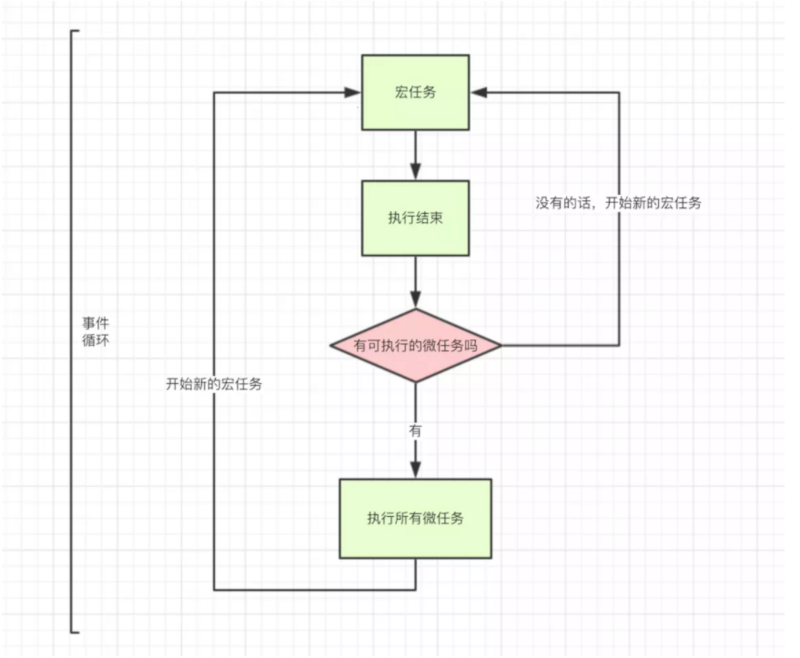 宏任务
执行结束
没有的话，开始新的宏任务
事件
循环
有可执行的微任务吗
开始新的宏任务
有
执行所有微任务